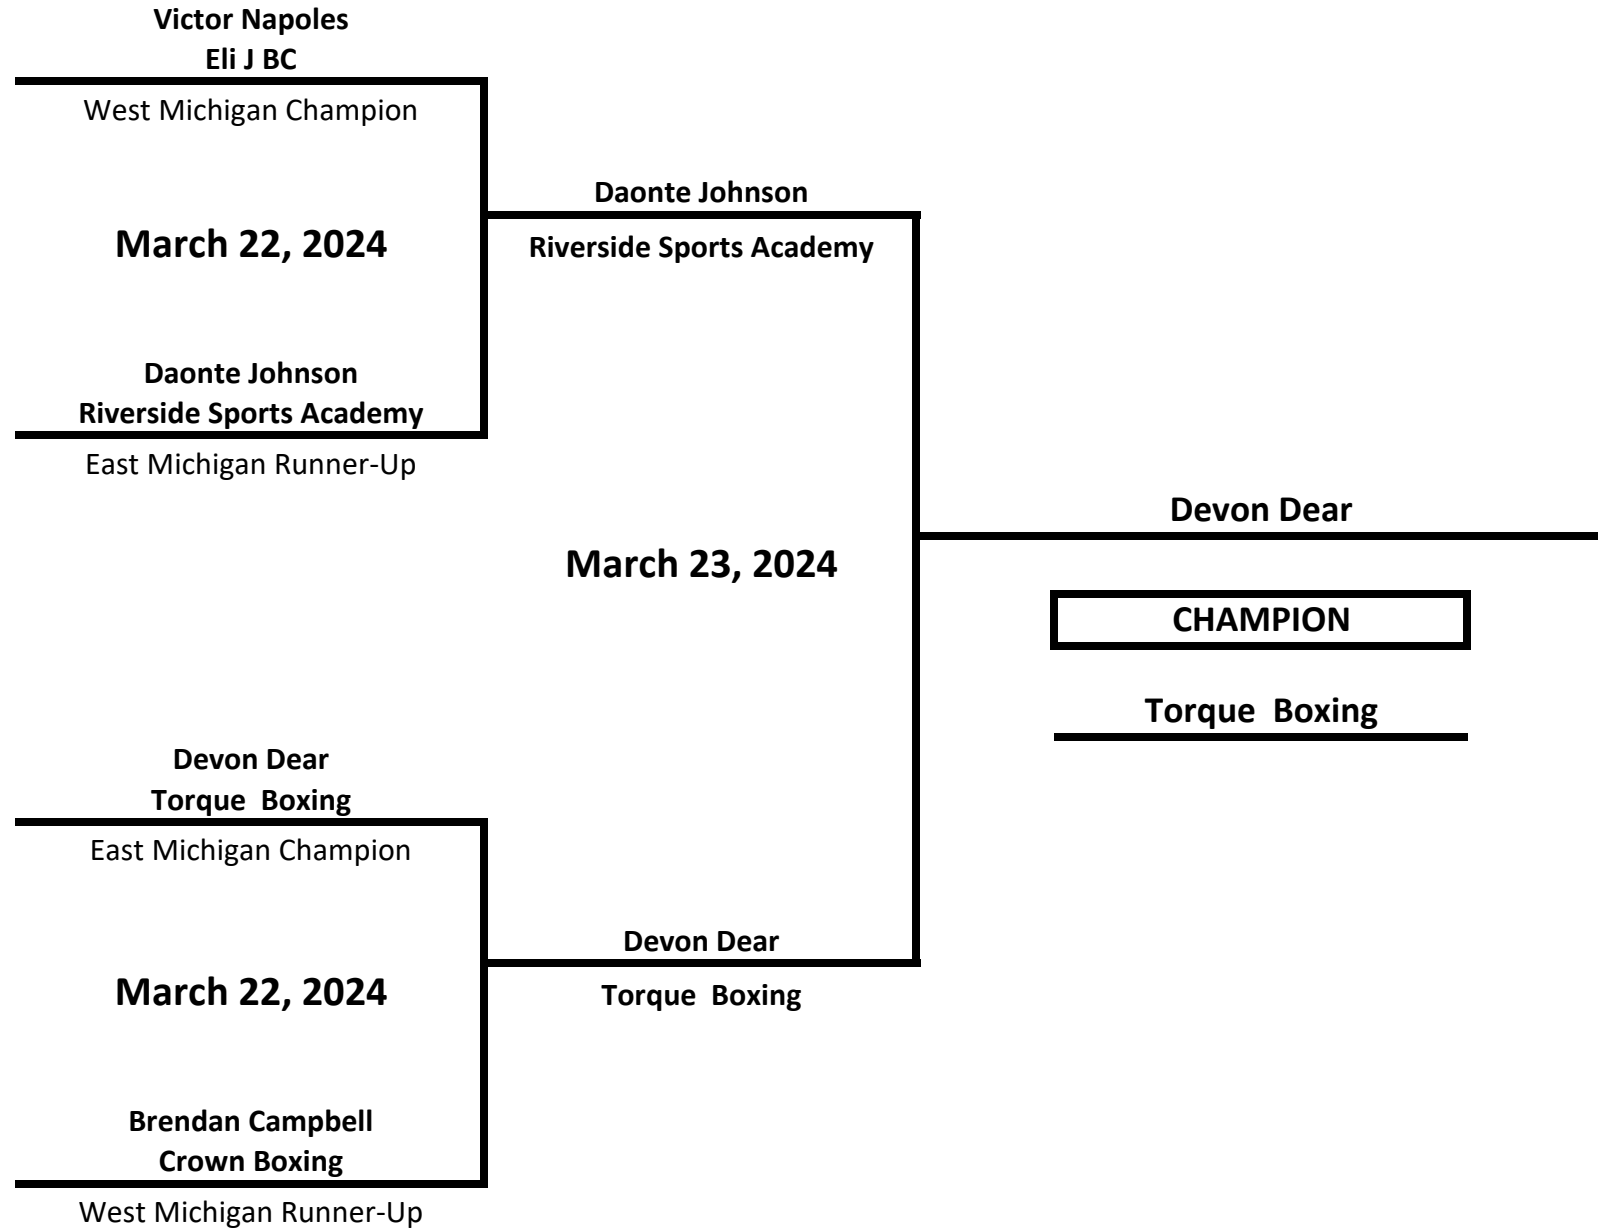 Victor Napoles
Eli J BC
West Michigan Champion
March 22, 2024
Daonte Johnson
Riverside Sports Academy
East Michigan Runner-Up
Daonte Johnson
Riverside Sports Academy
March 23, 2024
Devon Dear
CHAMPION
Torque  Boxing
Devon Dear
Torque  Boxing
East Michigan Champion
March 22, 2024
Brendan Campbell
Crown Boxing
West Michigan Runner-Up
Devon Dear
Torque  Boxing